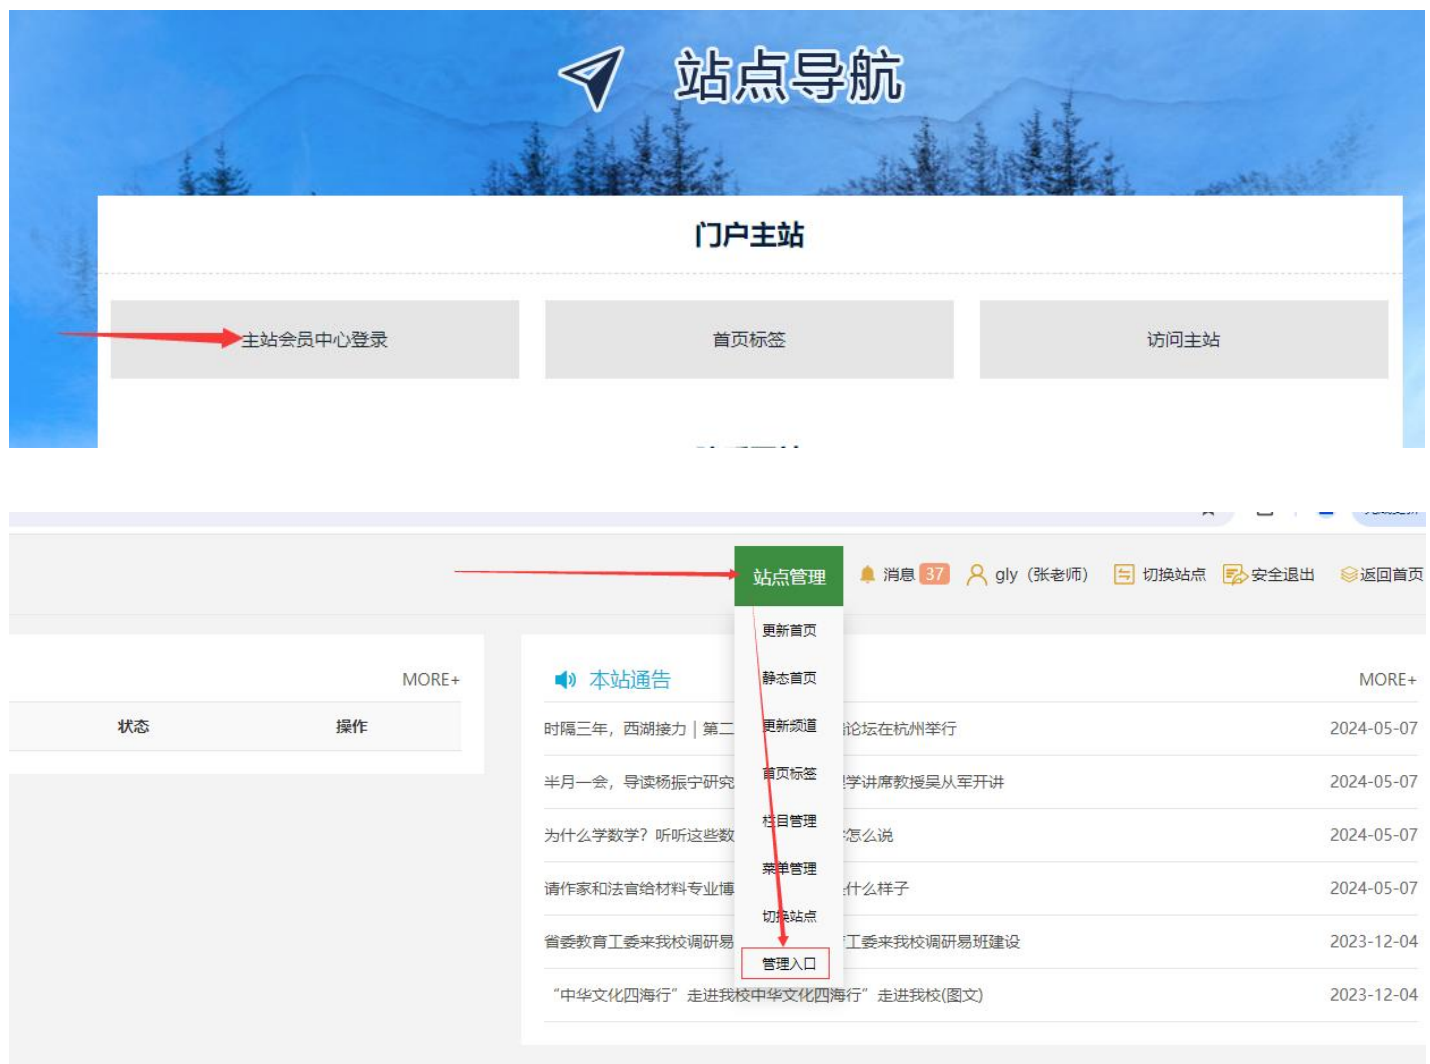 站点导航
门户主站
主站会员中心登录
首页标签
访问主站
站点管理
消息 37
gly（张老师）
切换站点
安全退出
返回首页
更新首页
静态首页
更新频道
首页标签
栏目管理
菜单管理
切换站点
管理入口
MORE+
状态
操作
本站通告
MORE+
时隔三年，西湖接力｜第二 论坛在杭州举行 2024-05-07
半月一会，导读杨振宁研究 学讲席教授吴从军开讲 2024-05-07
为什么学数学？听听这些数 怎么说 2024-05-07
请作家和法官给材料专业博 什么样子 2024-05-07
省委教育工委来我校调研易 工委来我校调研易班建设 2023-12-04
“中华文化四海行”走进我校中华文化四海行”走进我校(图文) 2023-12-04